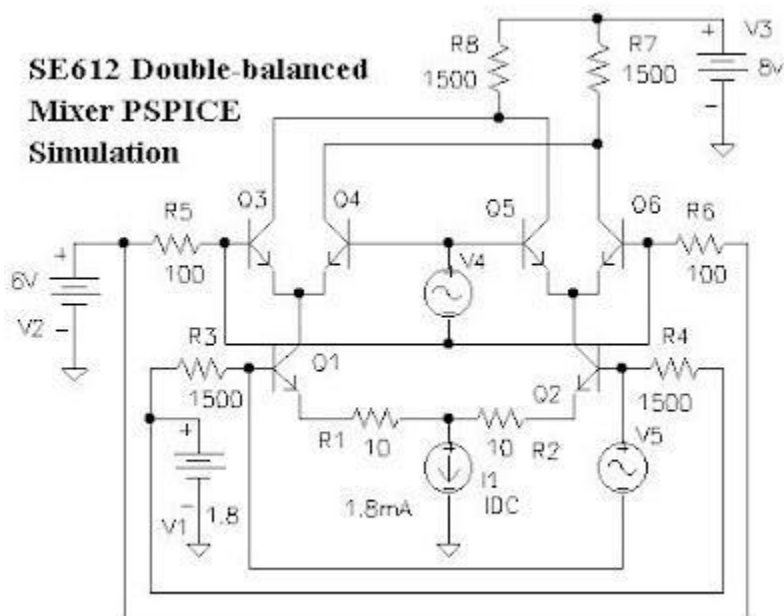 SE612 Double-balanced
Mixer PSPICE
Simulation
R8
1500
R7
1500
+
V3
8v
-
Q3
Q4
Q5
Q6
R5
100
R6
100
+
6V
V2
-
V4
R3
1500
Q1
R4
1500
Q2
+
V1
-
1.8
R1
10
10
R2
+
V5
+
I1
IDC
1.8mA